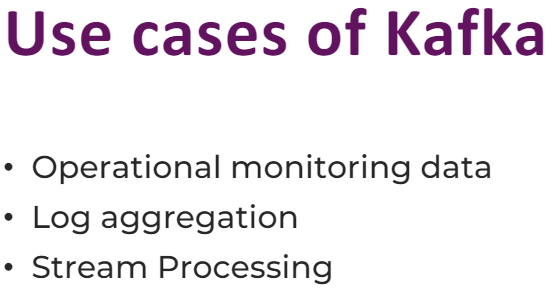 Use cases of Kafka
• Operational monitoring data
• Log aggregation
• Stream Processing